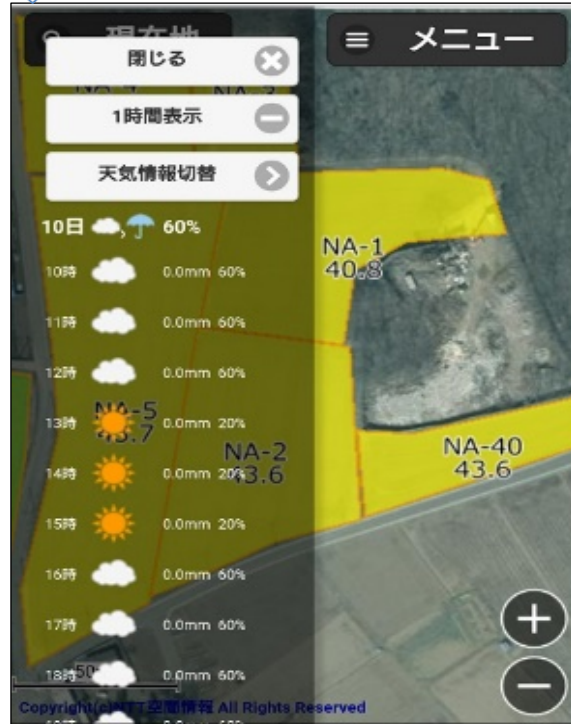 現在地
メニュー
閉じる
1時間表示
天気情報切替
10日 , 60%
10時 0.0mm 60%
11時 0.0mm 60%
12時 0.0mm 60%
13時 0.0mm 20%
14時 0.0mm 20%
15時 0.0mm 20%
16時 0.0mm 60%
17時 0.0mm 60%
18時 0.0mm 60%
NA-3
NA-1
40.8
NA-5
43.7
NA-2
43.6
NA-40
43.6
50
Copyright(c)NTT空間情報 All Rights Reserved